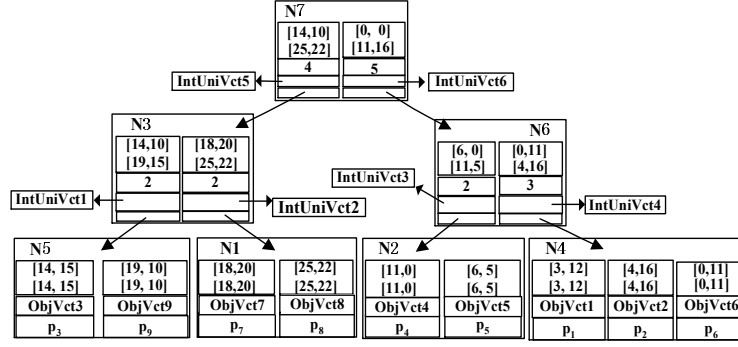 N7
[14,10] [0, 0]
[25,22] [11,16]
4 5
IntUniVct5 IntUniVct6
N3 N6
[14,10] [18,20] [6, 0] [0,11]
[19,15] [25,22] [11,5] [4,16]
2 2 IntUniVct3 2 3
IntUniVct1 IntUniVct2 IntUniVct4
N5 N1 N2 N4
[14, 15] [19, 10] [18,20] [25,22] [11,0] [6, 5] [3, 12] [4,16] [0,11]
[14, 15] [19, 10] [18,20] [25,22] [11,0] [6, 5] [3, 12] [4,16] [0,11]
ObjVct3 ObjVct9 ObjVct7 ObjVct8 ObjVct4 ObjVct5 ObjVct1 ObjVct2 ObjVct6
p3 p9 p7 p8 p4 p5 p1 p2 p6